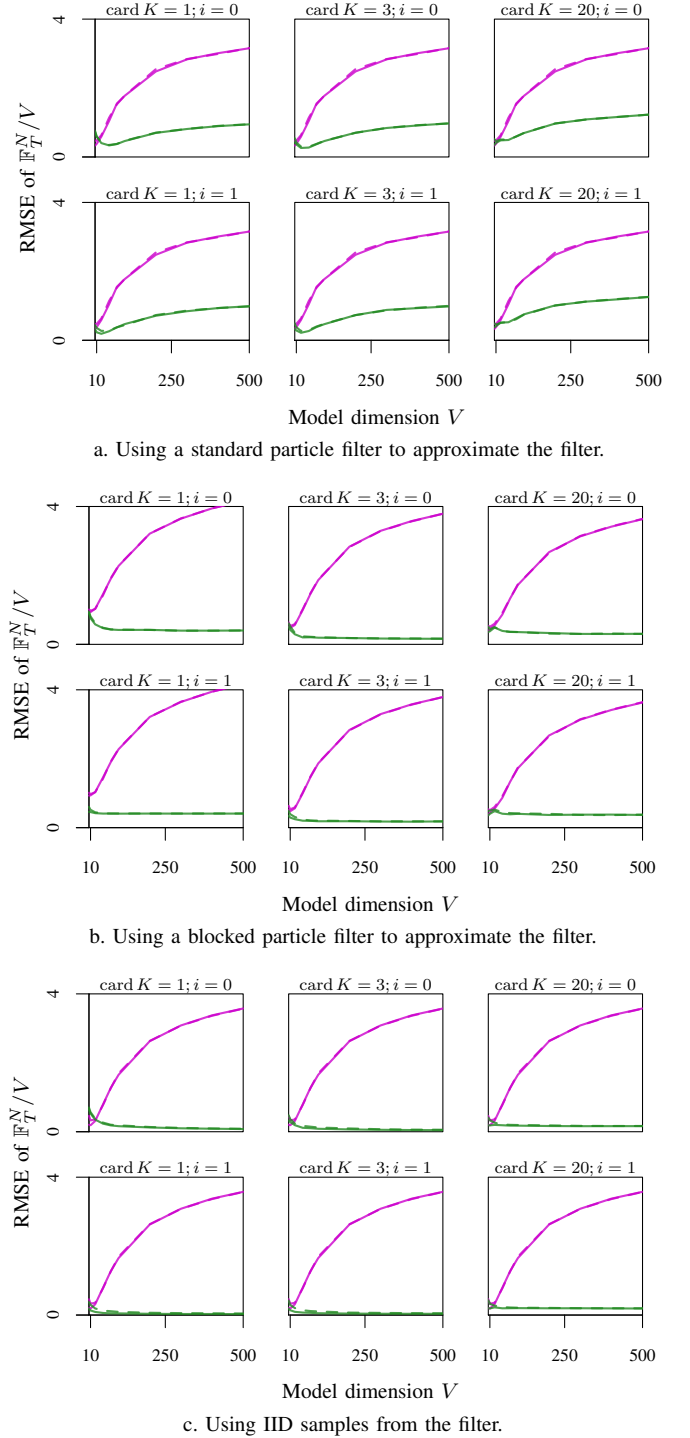 card K = 1; i = 0 card K = 3; i = 0 card K = 20; i = 0
4
0
card K = 1; i = 1 card K = 3; i = 1 card K = 20; i = 1
4
0
RMSE of 𝔽_T^N/V
10 250 500 10 250 500 10 250 500
Model dimension V
a. Using a standard particle filter to approximate the filter.
card K = 1; i = 0 card K = 3; i = 0 card K = 20; i = 0
4
0
card K = 1; i = 1 card K = 3; i = 1 card K = 20; i = 1
4
0
RMSE of 𝔽_T^N/V
10 250 500 10 250 500 10 250 500
Model dimension V
b. Using a blocked particle filter to approximate the filter.
card K = 1; i = 0 card K = 3; i = 0 card K = 20; i = 0
4
0
card K = 1; i = 1 card K = 3; i = 1 card K = 20; i = 1
4
0
RMSE of 𝔽_T^N/V
10 250 500 10 250 500 10 250 500
Model dimension V
c. Using IID samples from the filter.